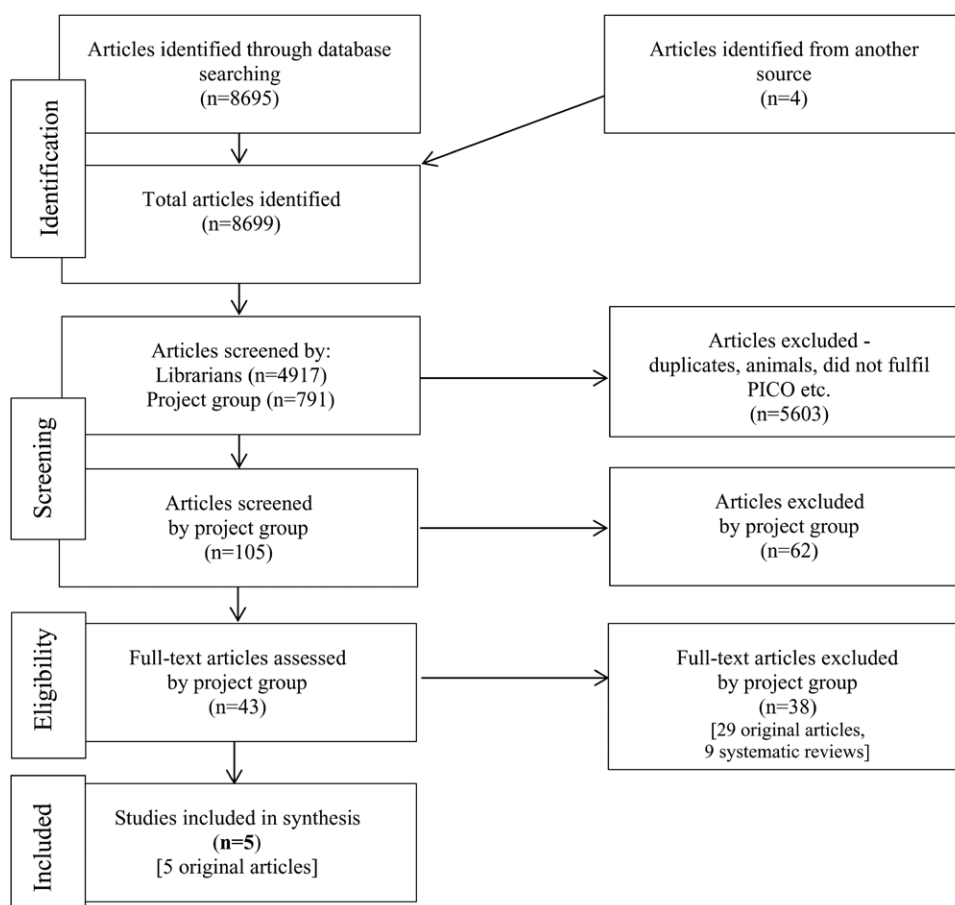 Identification
Articles identified through database
searching
(n=8695)
Articles identified from another
source
(n=4)
Total articles identified
(n=8699)
Screening
Articles screened by:
Librarians (n=4917)
Project group (n=791)
Articles excluded -
duplicates, animals, did not fulfil
PICO etc.
(n=5603)
Articles screened
by project group
(n=105)
Articles excluded
by project group
(n=62)
Eligibility
Full-text articles assessed
by project group
(n=43)
Full-text articles excluded
by project group
(n=38)
[29 original articles,
9 systematic reviews]
Included
Studies included in synthesis
(n=5)
[5 original articles]